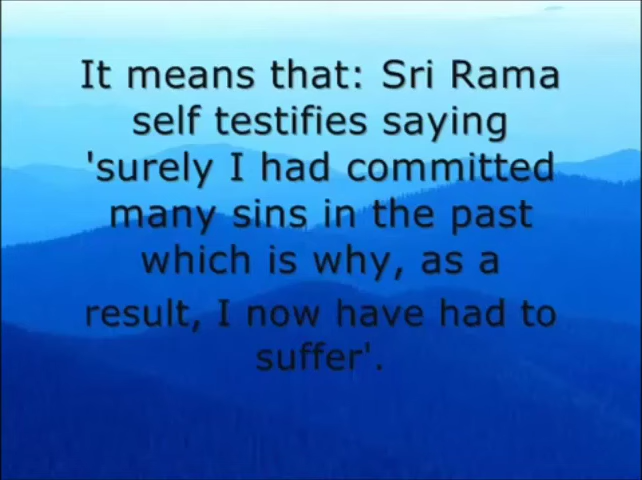 It means that: Sri Rama
self testifies saying
'surely I had committed
many sins in the past
which is why, as a
result, I now have had to
suffer'.